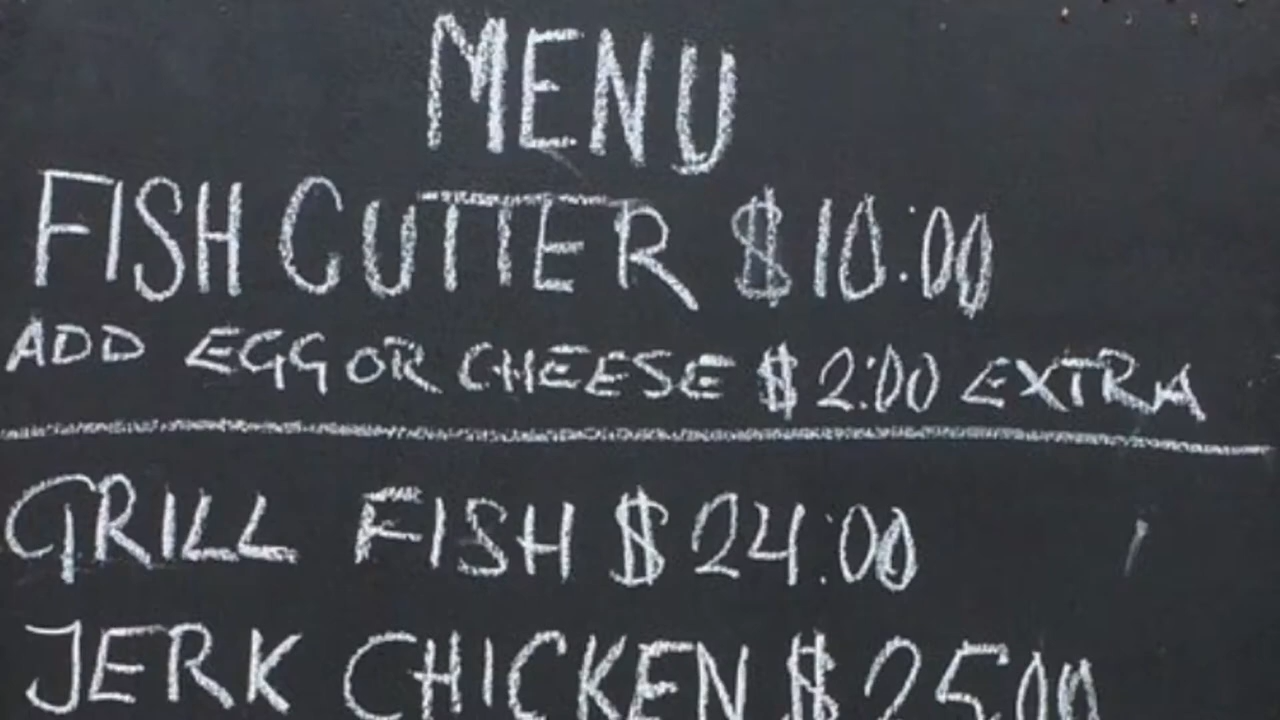 MENU
FISH CUTTER $10.00
ADD EGG OR CHEESE $2:00 EXTRA
GRILL FISH $24:00
JERK CHICKEN $25.00